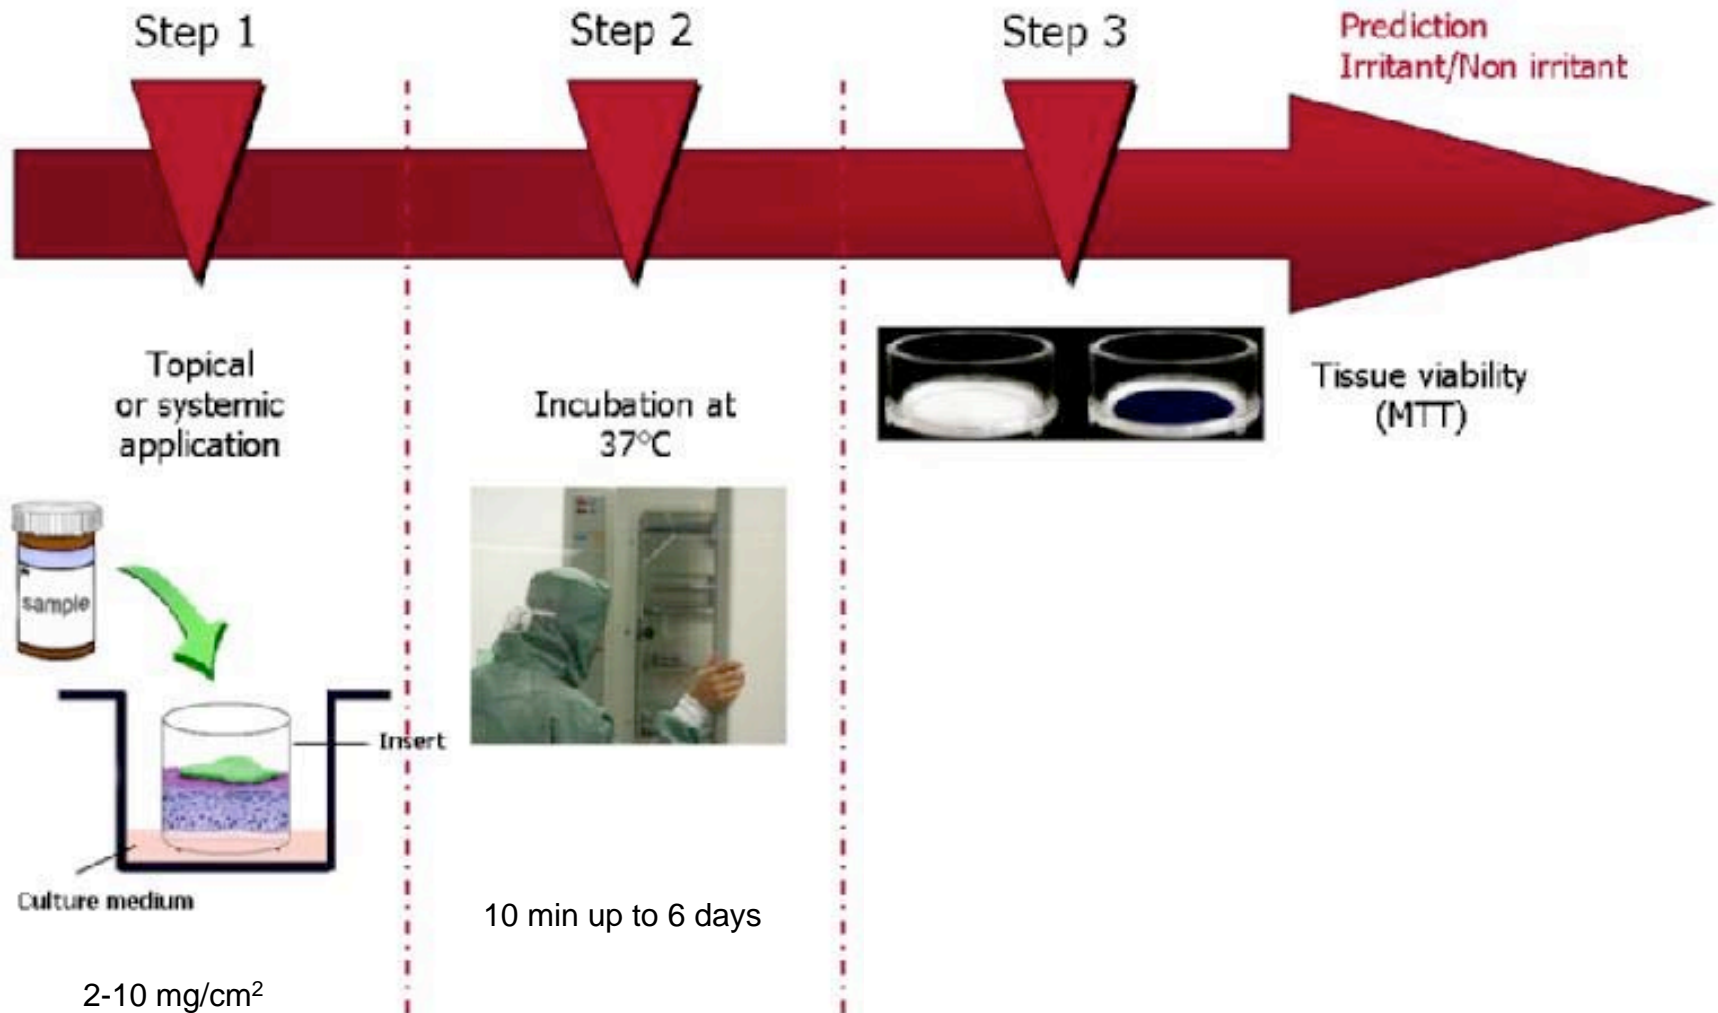 Step 1
Step 2
Step 3
Prediction
Irritant/Non irritant
Topical
or systemic
application
sample
Insert
Culture medium
2-10 mg/cm²
Incubation at
37°C
10 min up to 6 days
Tissue viability
(MTT)